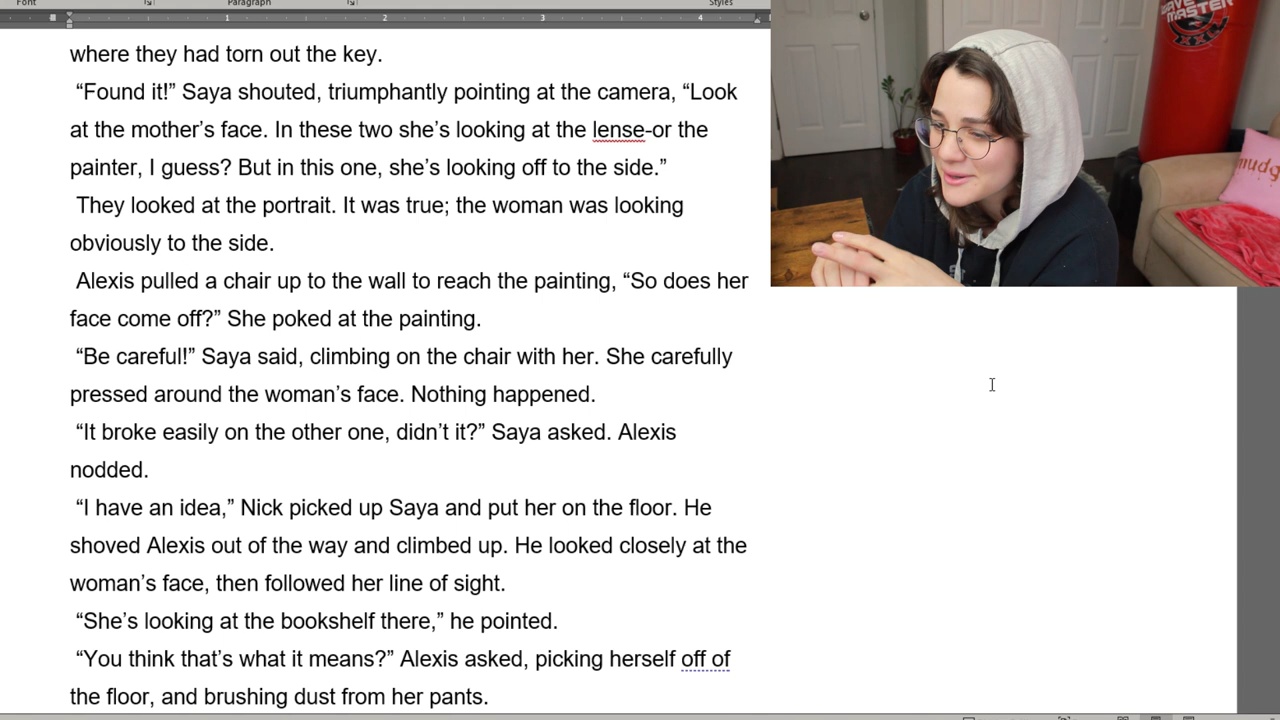 Font
Paragraph
Styles
1
2
3
4
where they had torn out the key.
“Found it!” Saya shouted, triumphantly pointing at the camera, “Look
at the mother’s face. In these two she’s looking at the lense-or the
painter, I guess? But in this one, she’s looking off to the side.”
They looked at the portrait. It was true; the woman was looking
obviously to the side.
Alexis pulled a chair up to the wall to reach the painting, “So does her
face come off?” She poked at the painting.
“Be careful!” Saya said, climbing on the chair with her. She carefully
pressed around the woman’s face. Nothing happened.
“It broke easily on the other one, didn’t it?” Saya asked. Alexis
nodded.
“I have an idea,” Nick picked up Saya and put her on the floor. He
shoved Alexis out of the way and climbed up. He looked closely at the
woman’s face, then followed her line of sight.
“She’s looking at the bookshelf there,” he pointed.
“You think that’s what it means?” Alexis asked, picking herself off of
the floor, and brushing dust from her pants.
WAVE
MASTER
smudg